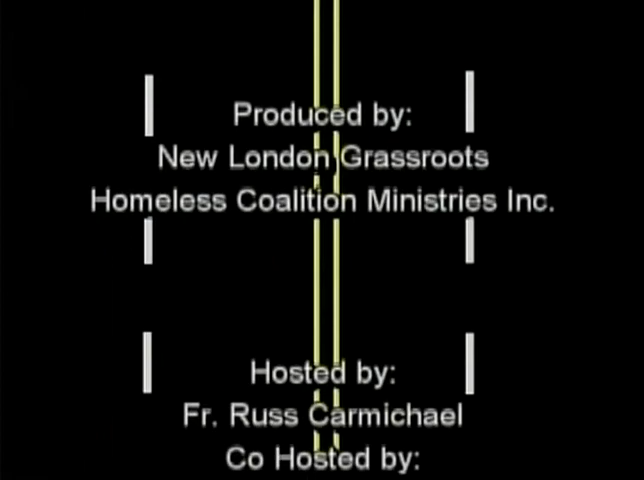 Produced by:
New London Grassroots
Homeless Coalition Ministries Inc.
Hosted by:
Fr. Russ Carmichael
Co Hosted by: